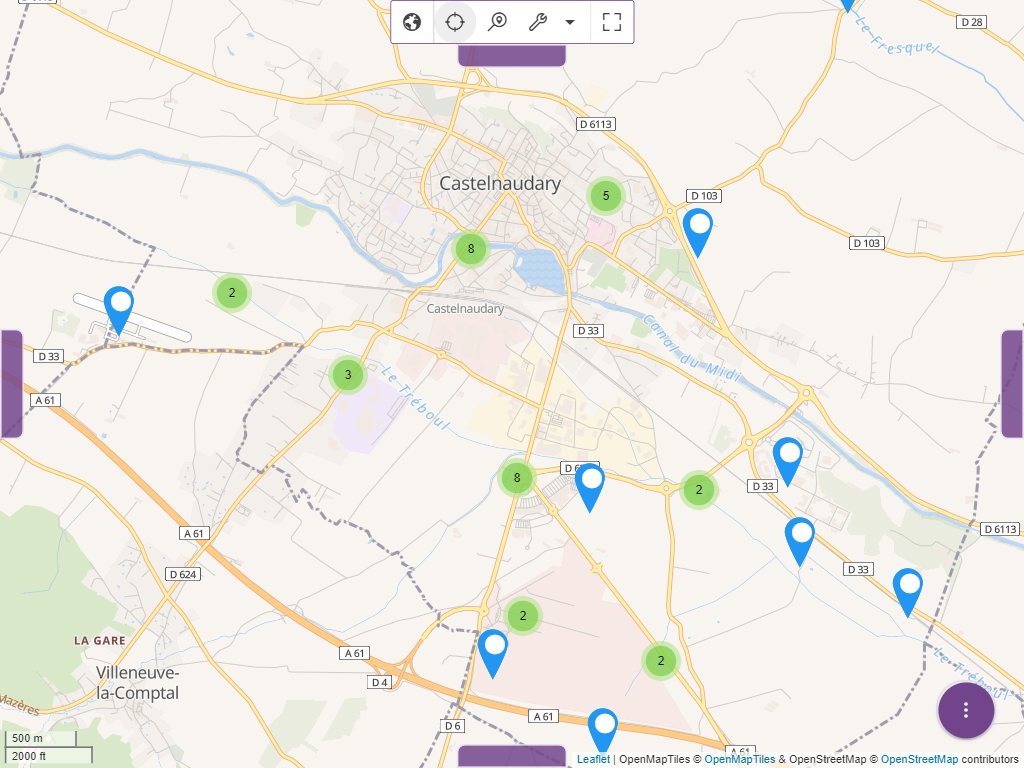 D 28
Le Fresquel
D 6113
Castelnaudary
5
D 103
8
D 103
2
Castelnaudary
D 33
Canal du Midi
D 33
3
Le Tréboul
A 61
8
D 33
2
D 6113
A 61
D 33
D 624
2
LA GARE
A 61
2
Le Tréboul
Villeneuve-
la-Comptal
D 4
Mazères
A 61
D 6
500 m
A 61
2000 ft
Leaflet | OpenMapTiles © OpenMapTiles & OpenStreetMap © OpenStreetMap contributors